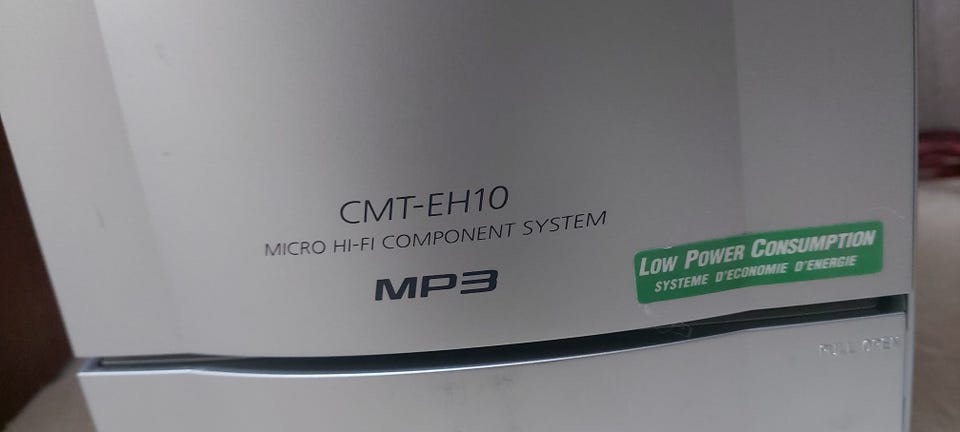 CMT-EH10
MICRO HI-FI COMPONENT SYSTEM
MP3
LOW POWER CONSUMPTION
SYSTEME D'ECONOMIE D'ENERGIE
PULL OPEN